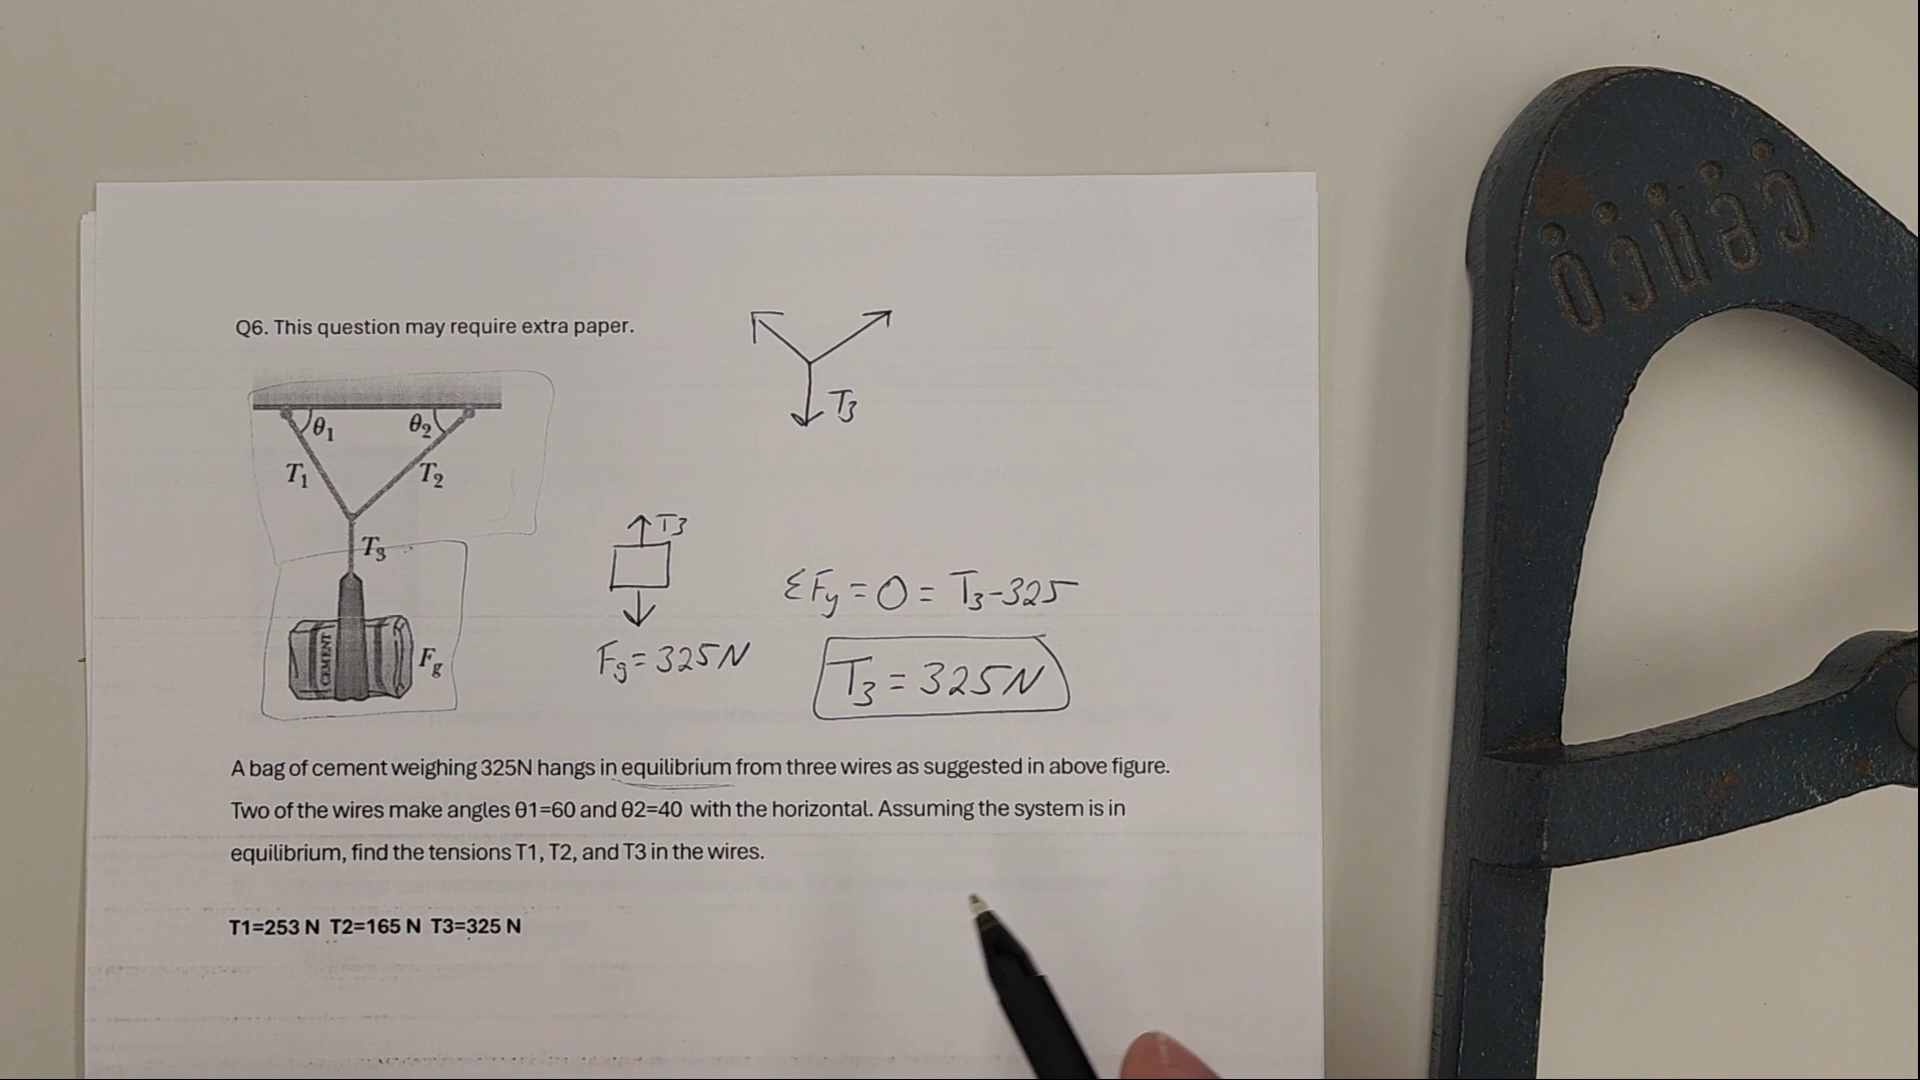 Q6. This question may require extra paper.
θ1 θ2
T1 T2
T3
CEMENT
Fg
T3
T3
Fg = 325N
ΣFy = 0 = T3-325
T3 = 325N
A bag of cement weighing 325N hangs in equilibrium from three wires as suggested in above figure.
Two of the wires make angles θ1=60 and θ2=40 with the horizontal. Assuming the system is in
equilibrium, find the tensions T1, T2, and T3 in the wires.
T1=253 N T2=165 N T3=325 N